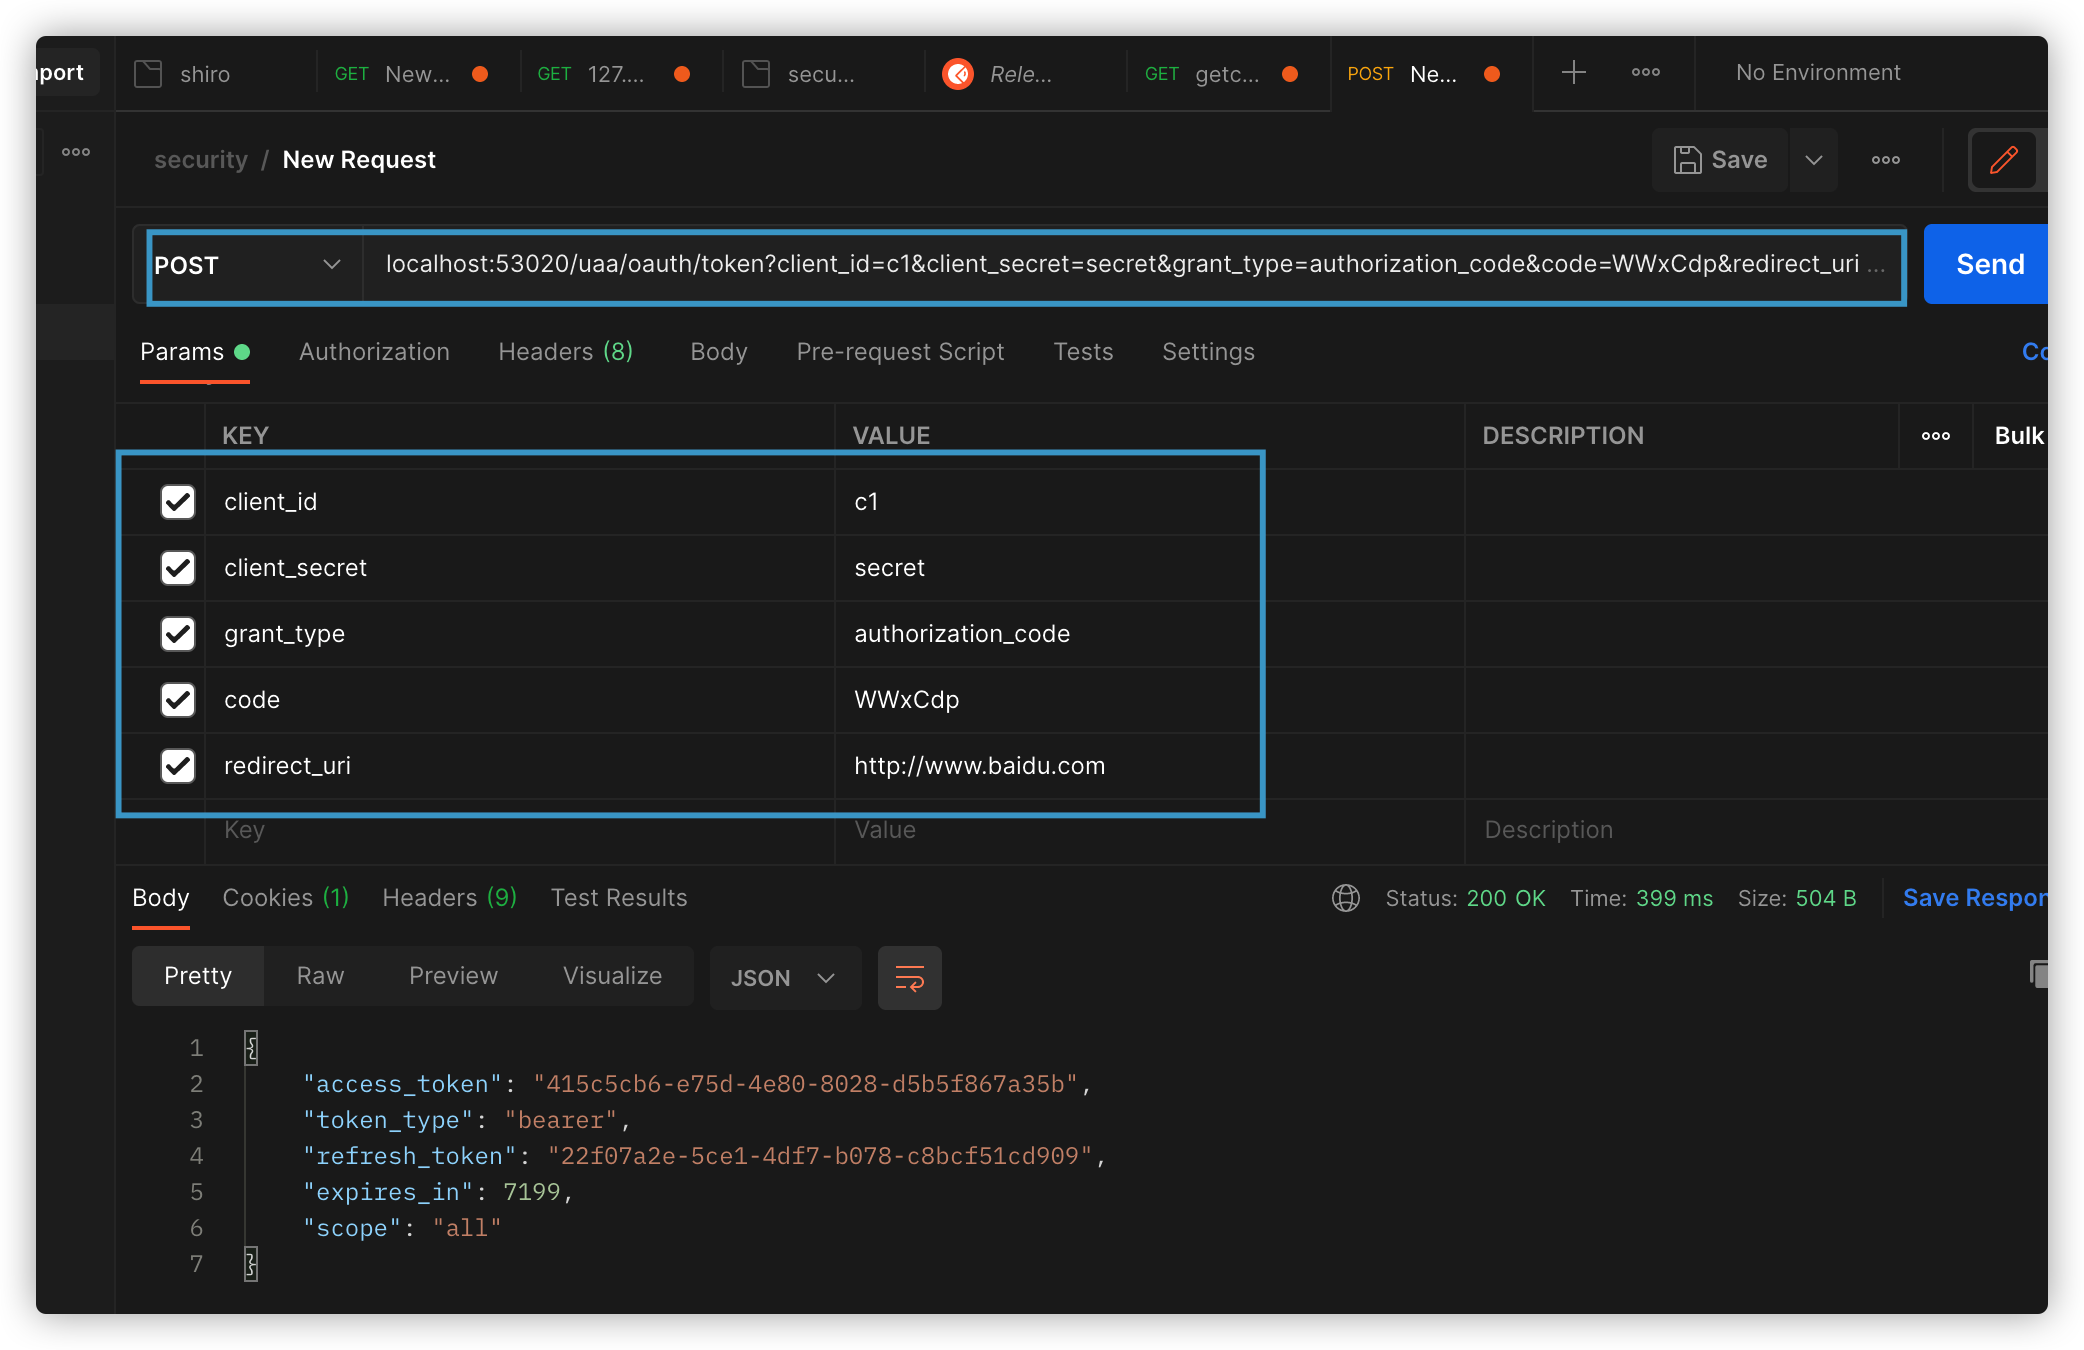 port
shiro
GET New...
GET 127....
secu...
Rele...
GET getc...
POST Ne...
No Environment
security / New Request
Save
POST
localhost:53020/uaa/oauth/token?client_id=c1&client_secret=secret&grant_type=authorization_code&code=WWxCdp&redirect_uri ...
Send
Params
Authorization
Headers (8)
Body
Pre-request Script
Tests
Settings
Co
KEY VALUE DESCRIPTION Bulk
client_id c1
client_secret secret
grant_type authorization_code
code WWxCdp
redirect_uri http://www.baidu.com
Key Value Description
Body Cookies (1) Headers (9) Test Results
Status: 200 OK Time: 399 ms Size: 504 B Save Respon
Pretty Raw Preview Visualize JSON
1 {
2 "access_token": "415c5cb6-e75d-4e80-8028-d5b5f867a35b",
3 "token_type": "bearer",
4 "refresh_token": "22f07a2e-5ce1-4df7-b078-c8bcf51cd909",
5 "expires_in": 7199,
6 "scope": "all"
7 }